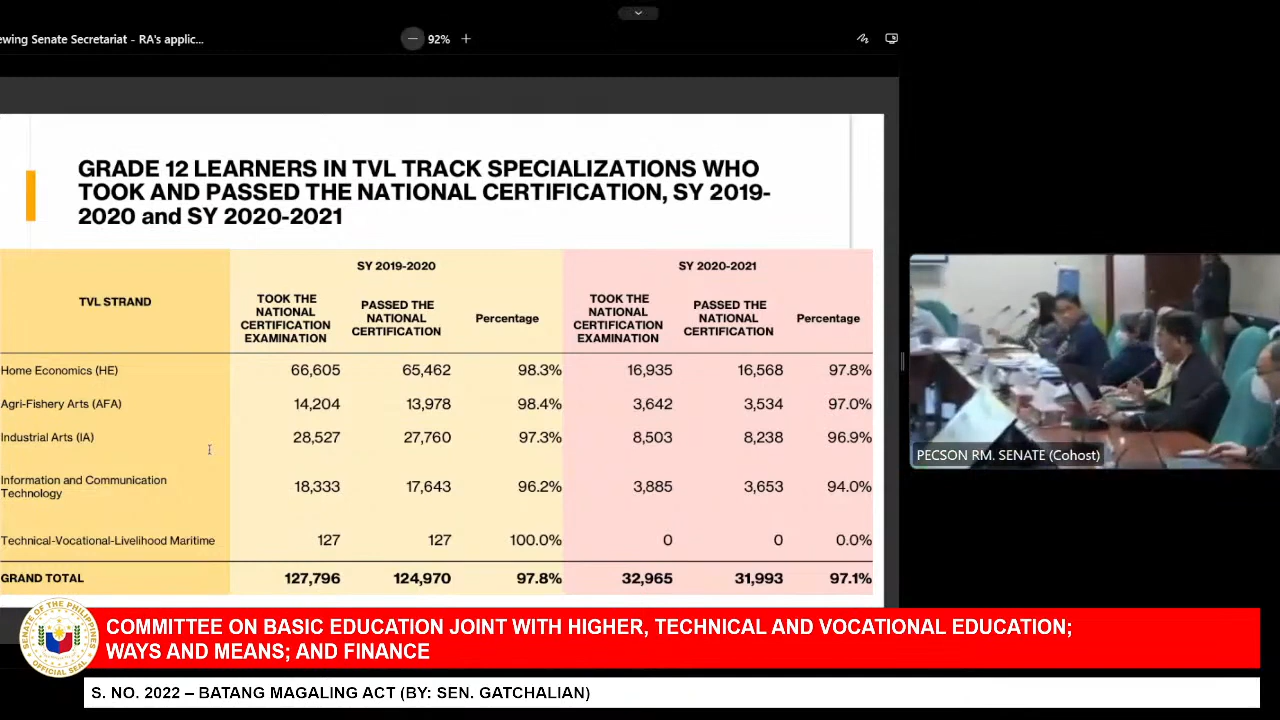 ewing Senate Secretariat - RA's applic...
92%
GRADE 12 LEARNERS IN TVL TRACK SPECIALIZATIONS WHO
TOOK AND PASSED THE NATIONAL CERTIFICATION, SY 2019-
2020 and SY 2020-2021
SY 2019-2020 SY 2020-2021
TVL STRAND
TOOK THE NATIONAL CERTIFICATION EXAMINATION PASSED THE NATIONAL CERTIFICATION Percentage TOOK THE NATIONAL CERTIFICATION EXAMINATION PASSED THE NATIONAL CERTIFICATION Percentage
Home Economics (HE) 66,605 65,462 98.3% 16,935 16,568 97.8%
Agri-Fishery Arts (AFA) 14,204 13,978 98.4% 3,642 3,534 97.0%
Industrial Arts (IA) 28,527 27,760 97.3% 8,503 8,238 96.9%
Information and Communication
Technology 18,333 17,643 96.2% 3,885 3,653 94.0%
Technical-Vocational-Livelihood Maritime 127 127 100.0% 0 0 0.0%
GRAND TOTAL 127,796 124,970 97.8% 32,965 31,993 97.1%
PECSON RM. SENATE (Cohost)
SENATE OF THE PHILIPPINES
OFFICIAL SEAL
COMMITTEE ON BASIC EDUCATION JOINT WITH HIGHER, TECHNICAL AND VOCATIONAL EDUCATION;
WAYS AND MEANS; AND FINANCE
S. NO. 2022 – BATANG MAGALING ACT (BY: SEN. GATCHALIAN)